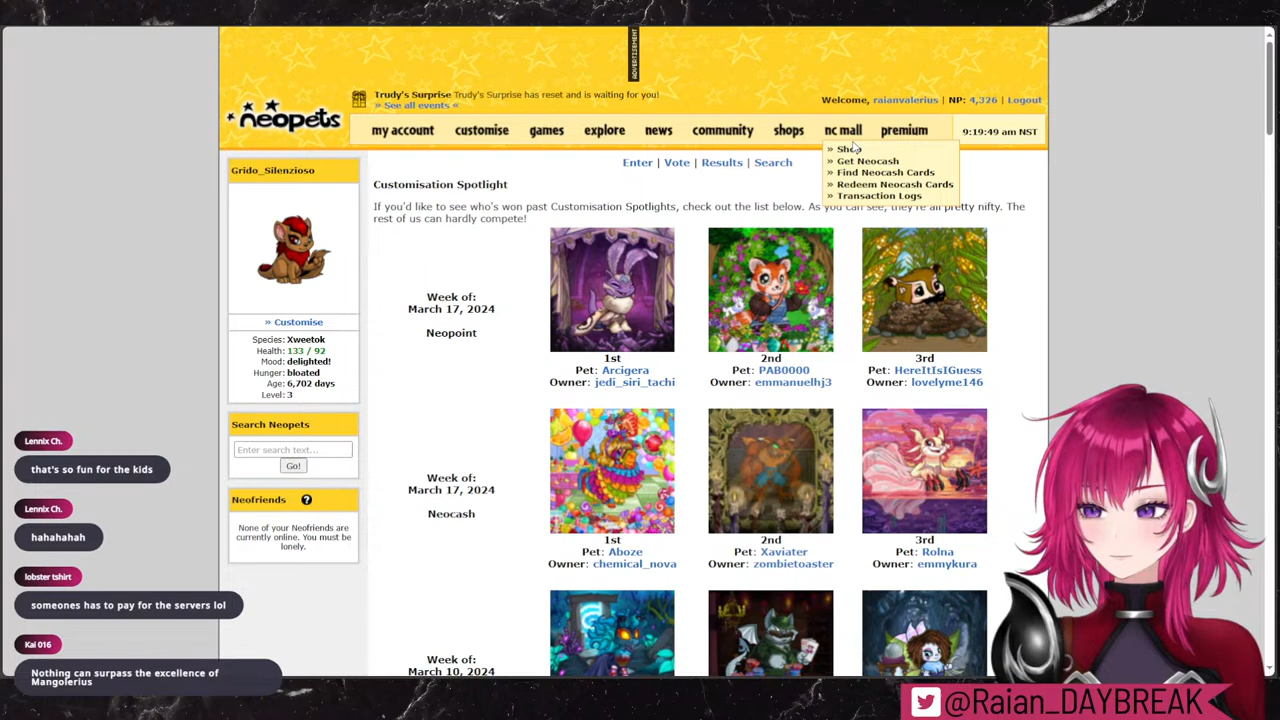 ADVERTISEMENT
Trudy's Surprise Trudy's Surprise has reset and is waiting for you!
» See all events «
Welcome, raianvalerius | NP: 4,326 | Logout
neopets
my account customise games explore news community shops nc mall premium 9:19:49 am NST
» Shop
» Get Neocash
» Find Neocash Cards
» Redeem Neocash Cards
» Transaction Logs
Enter | Vote | Results | Search
Grido_Silenzioso
» Customise
Species: Xweetok
Health: 133 / 92
Mood: delighted!
Hunger: bloated
Age: 6,702 days
Level: 3
Search Neopets
Enter search text...
Go!
Neofriends ?
None of your Neofriends are
currently online. You must be
lonely.
Customisation Spotlight
If you'd like to see who's won past Customisation Spotlights, check out the list below. As you can see, they're all pretty nifty. The
rest of us can hardly compete!
Week of:
March 17, 2024
Neopoint
1st
Pet: Arcigera
Owner: jedi_siri_tachi
2nd
Pet: PAB0000
Owner: emmanuelhj3
3rd
Pet: HereItIsIGuess
Owner: lovelyme146
Week of:
March 17, 2024
Neocash
1st
Pet: Aboze
Owner: chemical_nova
2nd
Pet: Xaviater
Owner: zombietoaster
3rd
Pet: Rolna
Owner: emmykura
Week of:
March 10, 2024
Lennix Ch.
that's so fun for the kids
Lennix Ch.
hahahahah
lobster tshirt
someones has to pay for the servers lol
Kai 016
Nothing can surpass the excellence of
Mangolerius
@Raian_DAYBREAK